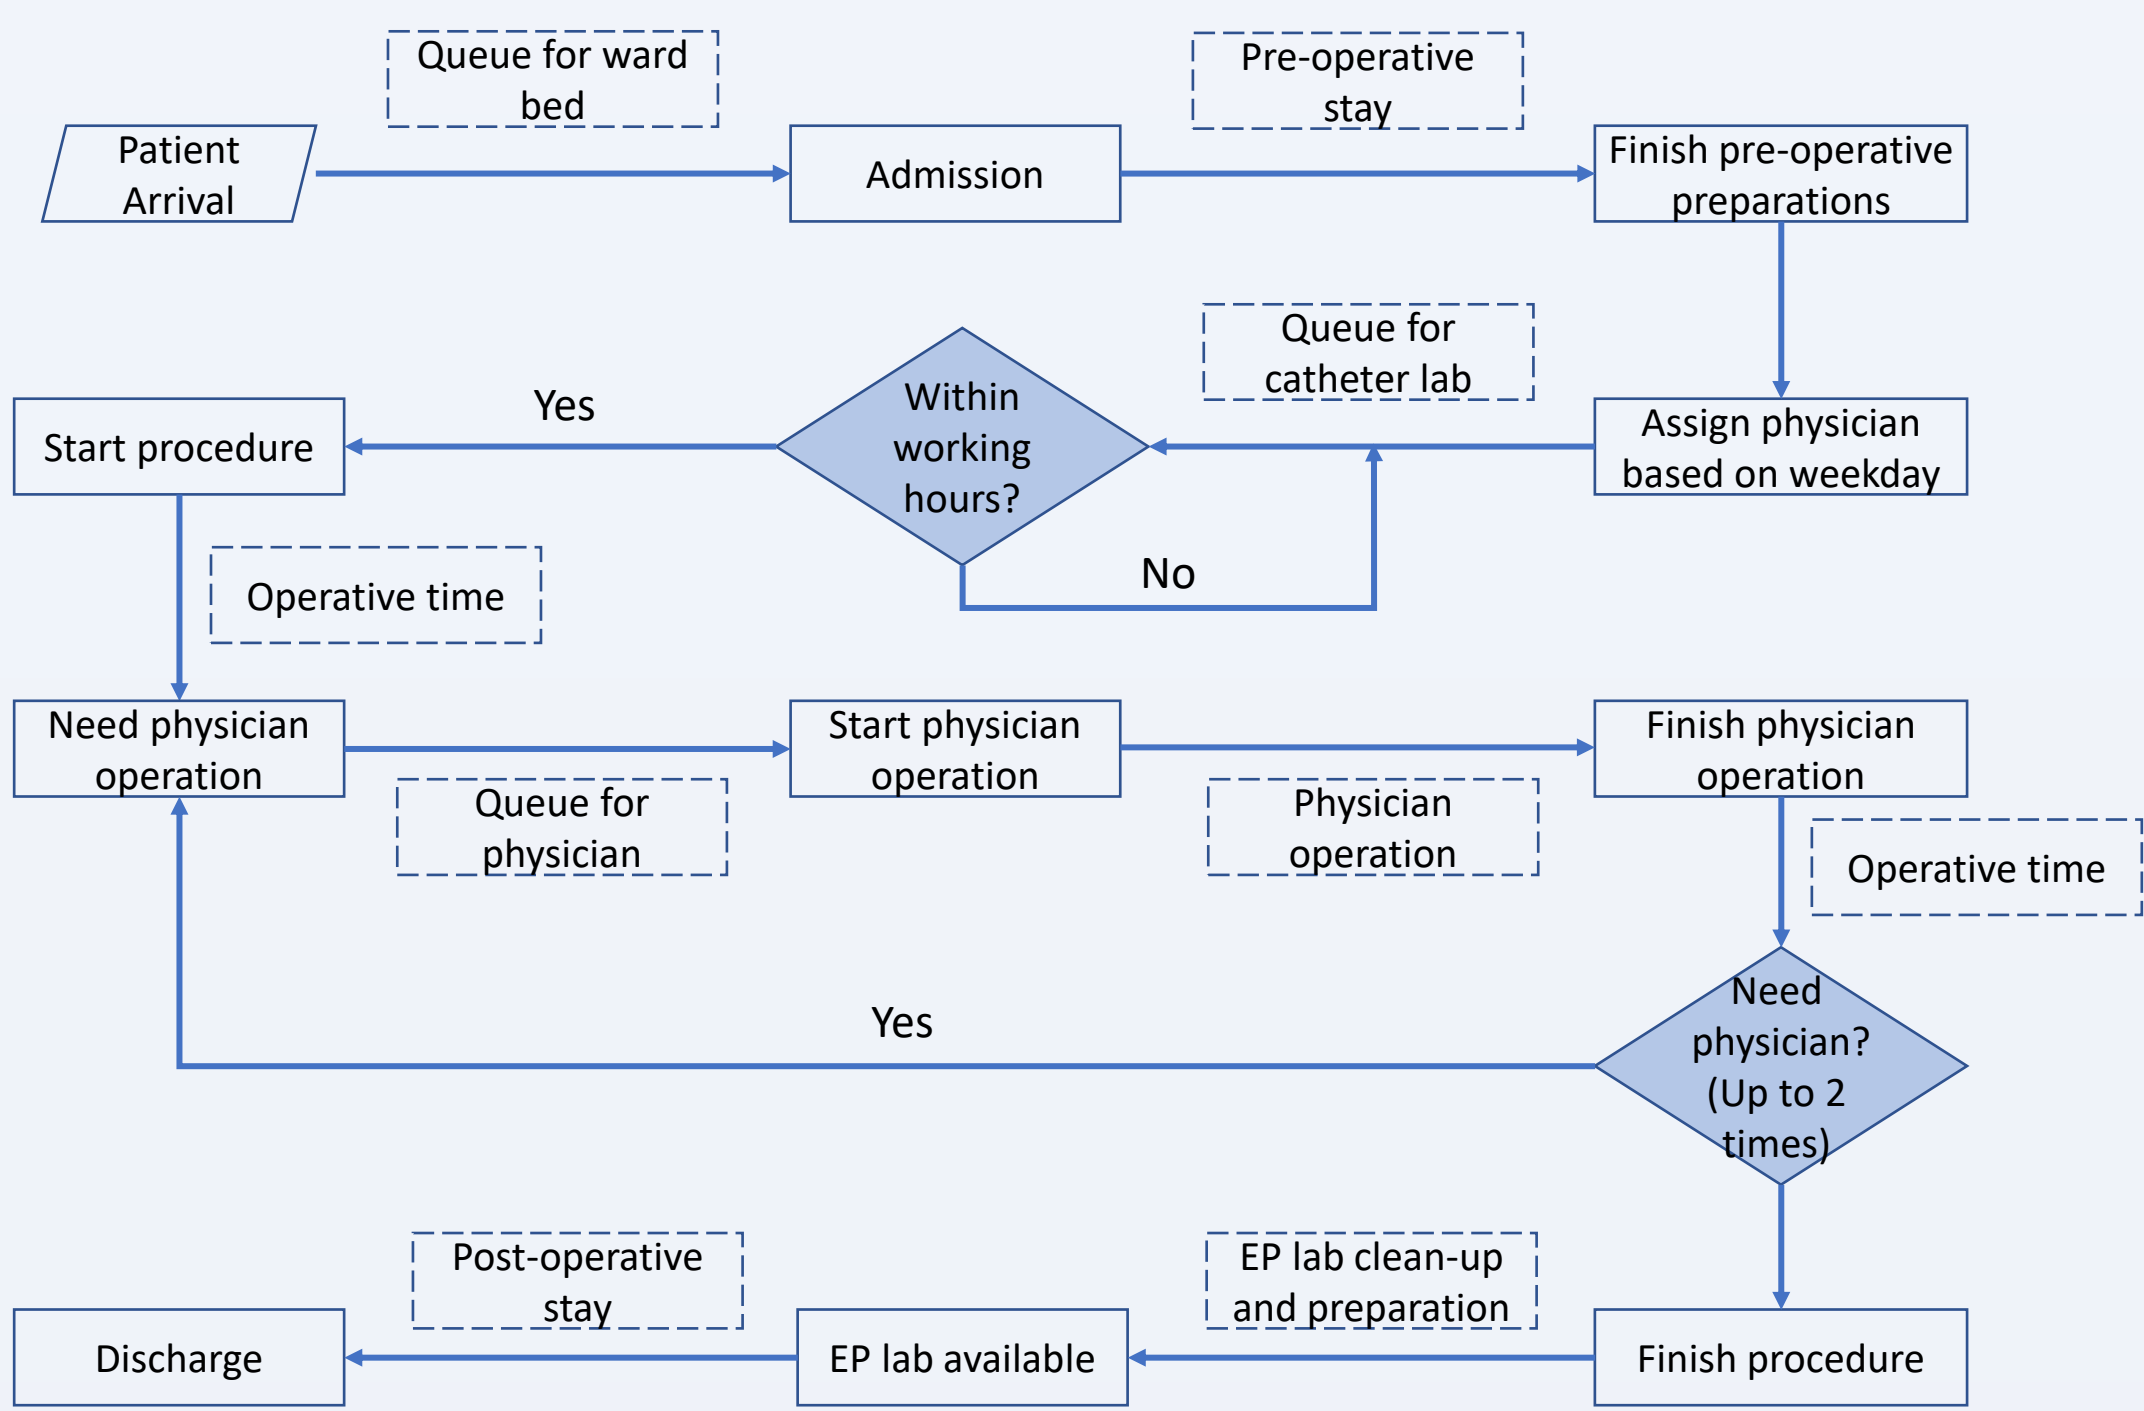 Queue for ward
bed
Pre-operative
stay
Patient
Arrival
Admission
Finish pre-operative
preparations
Queue for
catheter lab
Within
working
hours?
Yes
Start procedure
Assign physician
based on weekday
No
Operative time
Need physician
operation
Start physician
operation
Finish physician
operation
Queue for
physician
Physician
operation
Operative time
Need
physician?
(Up to 2
times)
Yes
Post-operative
stay
EP lab clean-up
and preparation
Discharge
EP lab available
Finish procedure